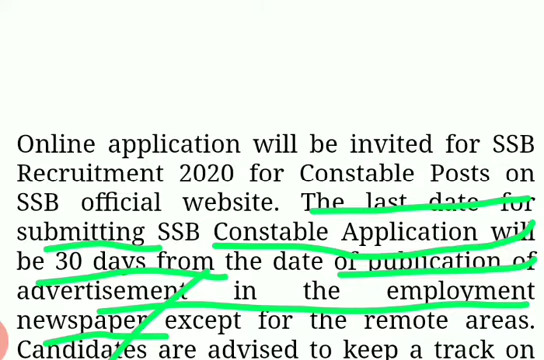 Online application will be invited for SSB
Recruitment 2020 for Constable Posts on
SSB official website. The last date for
submitting SSB Constable Application will
be 30 days from the date of publication of
advertisement in the employment
newspaper except for the remote areas.
Candidates are advised to keep a track on